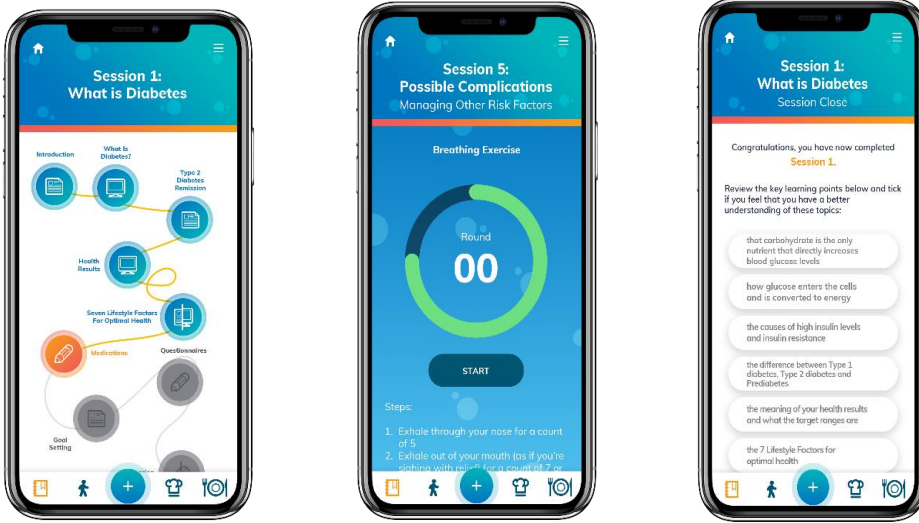 Session 1:
What is Diabetes
Introduction
What Is
Diabetes?
Type 2
Diabetes
Remission
Health
Results
Seven Lifestyle Factors
For Optimal Health
Medications
Questionnaires
Goal
Setting
Session 5:
Possible Complications
Managing Other Risk Factors
Breathing Exercise
Round
00
START
Steps:
1. Exhale through your nose for a count
of 5
2. Exhale out of your mouth (as if you're
sighing with relief) for a count of 7 or
Session 1:
What is Diabetes
Session Close
Congratulations, you have now completed
Session 1.
Review the key learning points below and tick
if you feel that you have a better
understanding of these topics:
that carbohydrate is the only
nutrient that directly increases
blood glucose levels
how glucose enters the cells
and is converted to energy
the causes of high insulin levels
and insulin resistance
the difference between Type 1
diabetes, Type 2 diabetes and
Prediabetes
the meaning of your health results
and what the target ranges are
the 7 Lifestyle Factors for
optimal health